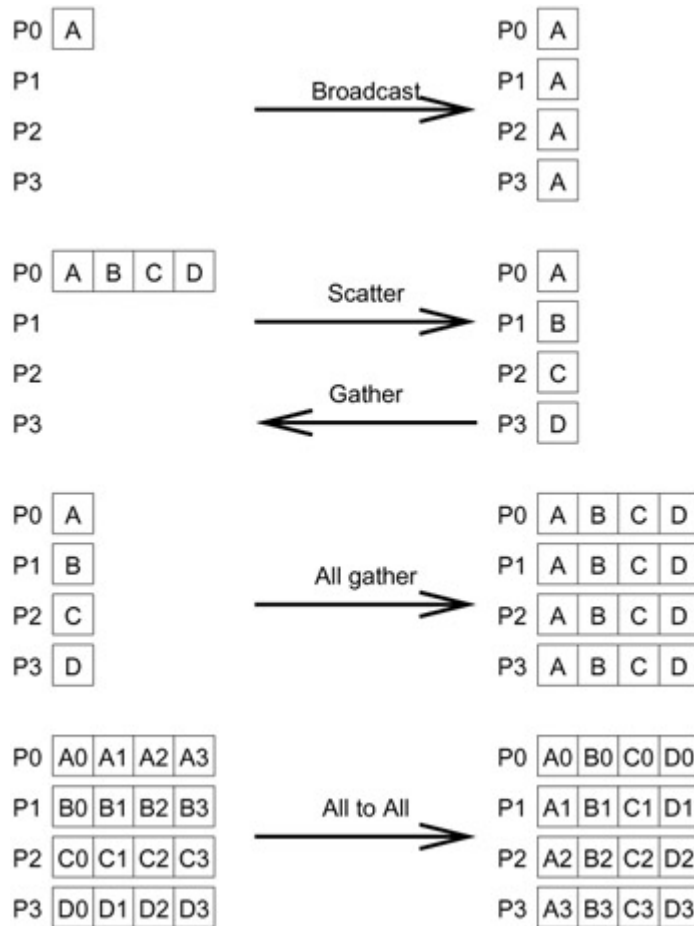 P0 A P0 A
P1 Broadcast P1 A
P2 P2 A
P3 P3 A
P0 A B C D P0 A
Scatter
P1 P1 B
P2 P2 C
Gather
P3 P3 D
P0 A P0 A B C D
P1 B P1 A B C D
All gather
P2 C P2 A B C D
P3 D P3 A B C D
P0 A0 A1 A2 A3 P0 A0 B0 C0 D0
P1 B0 B1 B2 B3 All to All P1 A1 B1 C1 D1
P2 C0 C1 C2 C3 P2 A2 B2 C2 D2
P3 D0 D1 D2 D3 P3 A3 B3 C3 D3